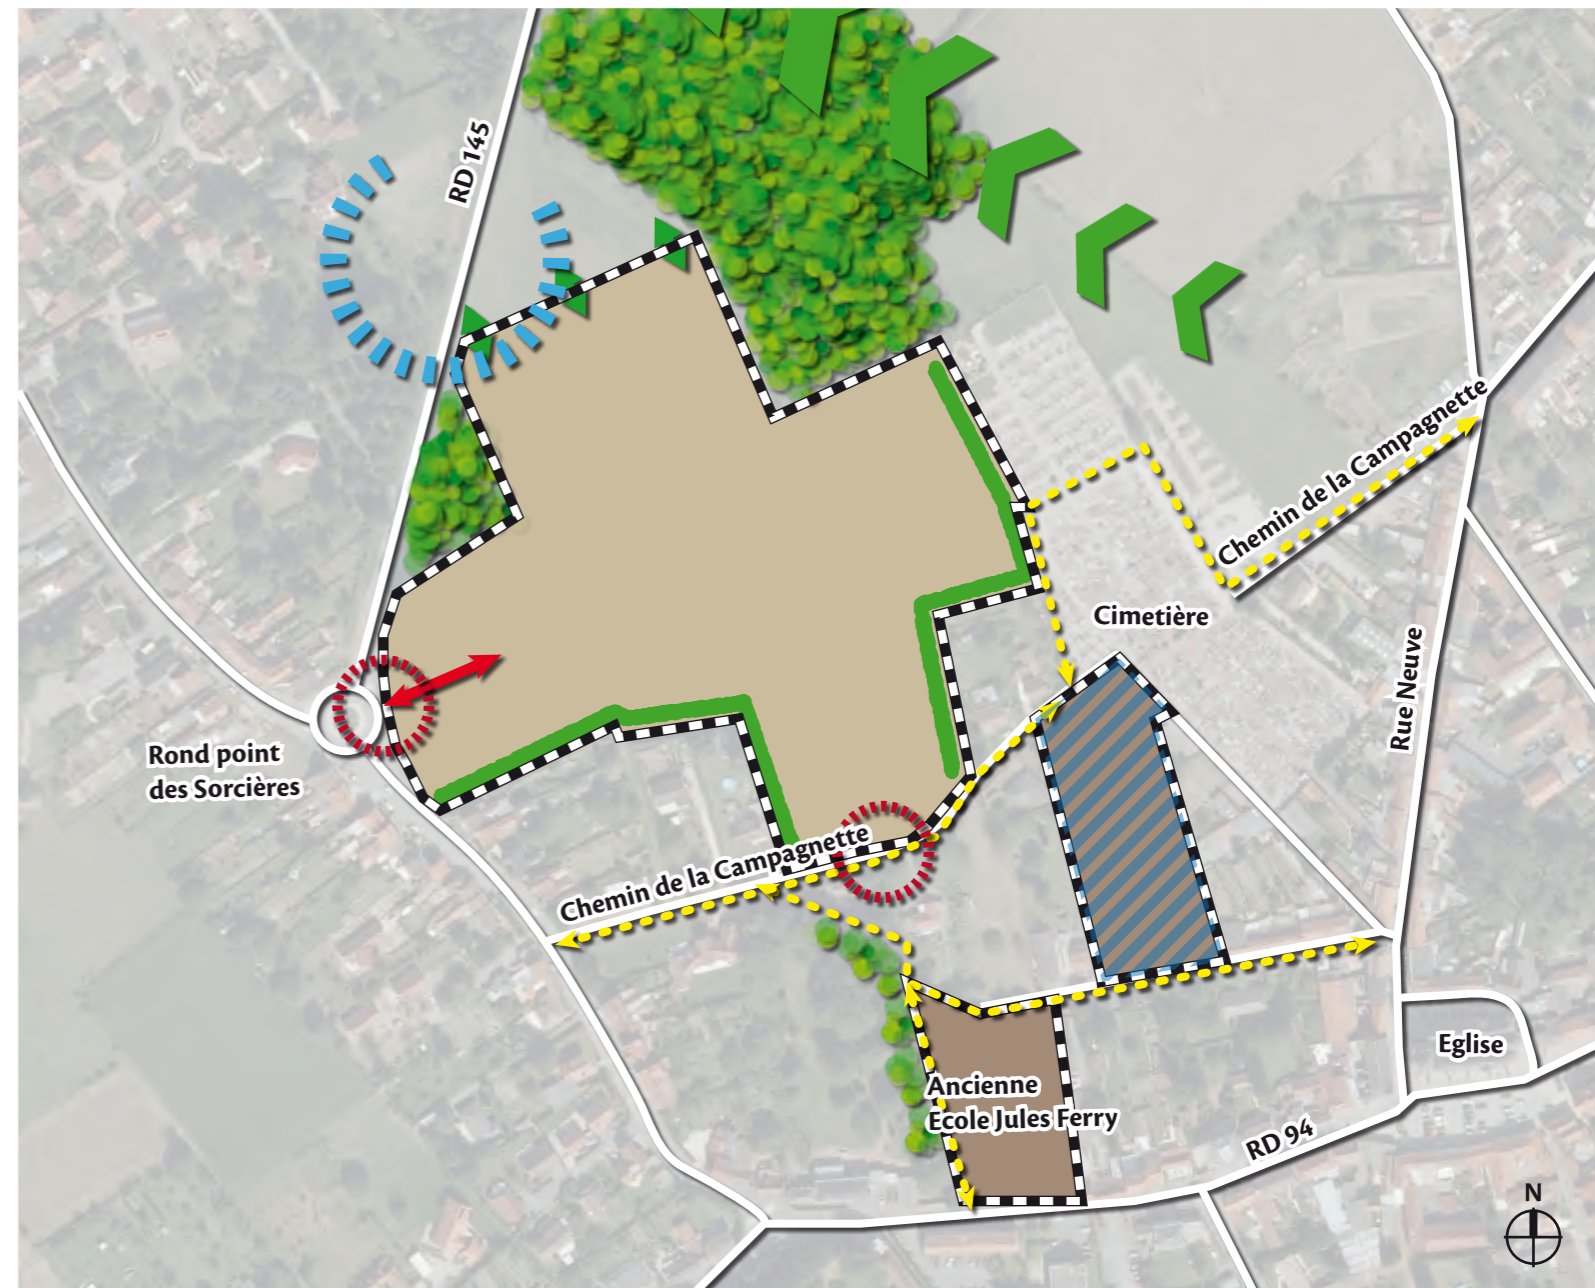 RD 145
Chemin de la Campagnette
Cimetière
Rue Neuve
Rond point
des Sorcières
Chemin de la Campagnette
Eglise
Ancienne
Ecole Jules Ferry
RD 94
N